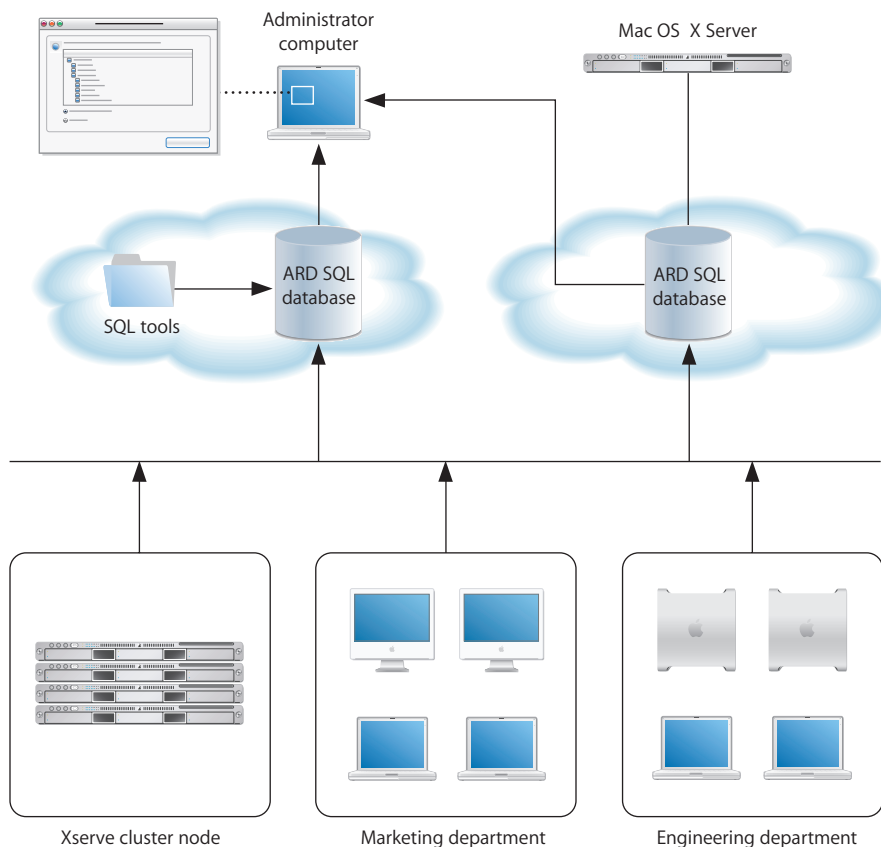 Administrator
computer
Mac OS X Server
ARD SQL
database
ARD SQL
database
SQL tools
Xserve cluster node
Marketing department
Engineering department